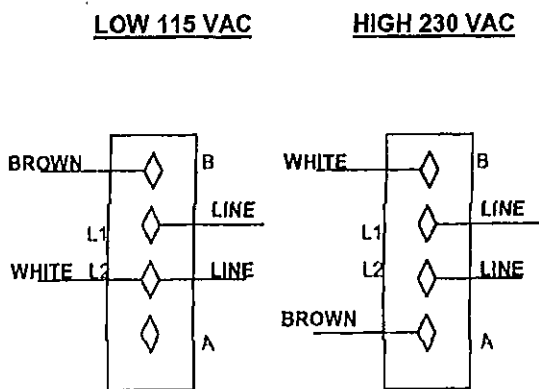 LOW 115 VAC
HIGH 230 VAC
BROWN
B
LINE
L1
WHITE
L2
LINE
A
WHITE
B
LINE
L1
L2
LINE
BROWN
A